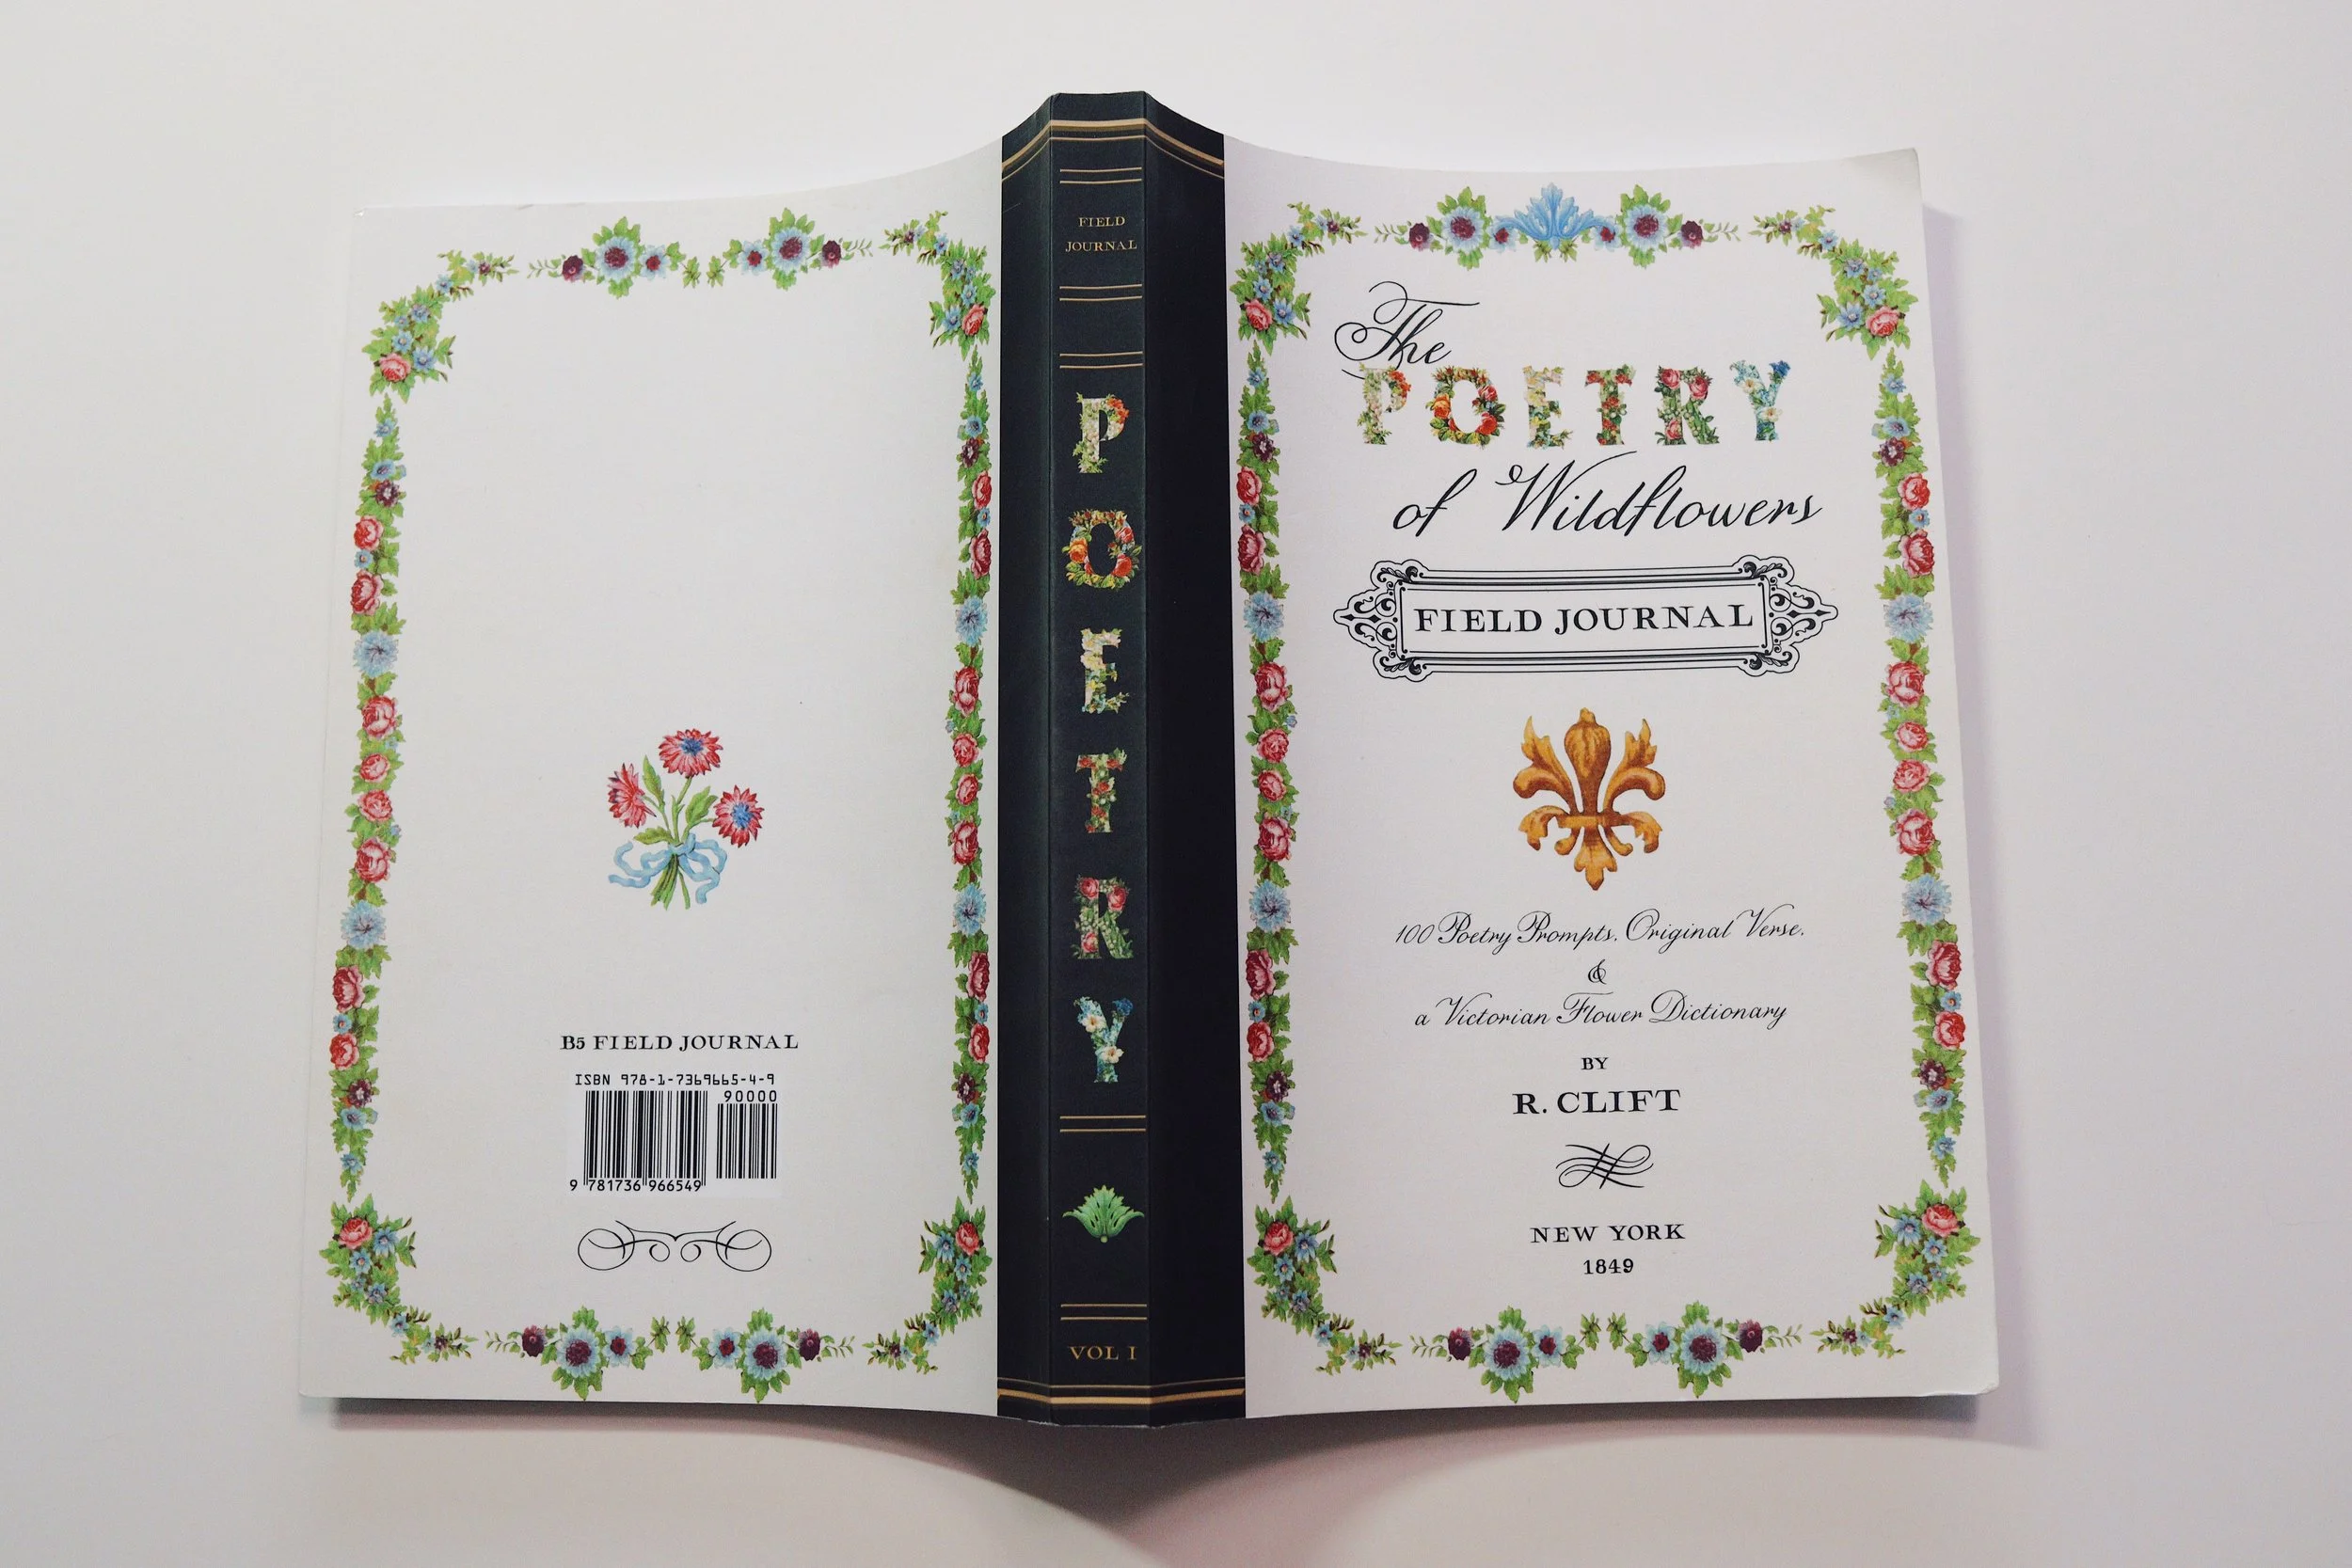 B5 FIELD JOURNAL
ISBN 978-1-7369665-4-9
90000
9 781736 966549
FIELD
JOURNAL
POETRY
VOL I
The
POETRY
of Wildflowers
FIELD JOURNAL
100 Poetry Prompts, Original Verse,
&
a Victorian Flower Dictionary
BY
R. CLIFT
NEW YORK
1849